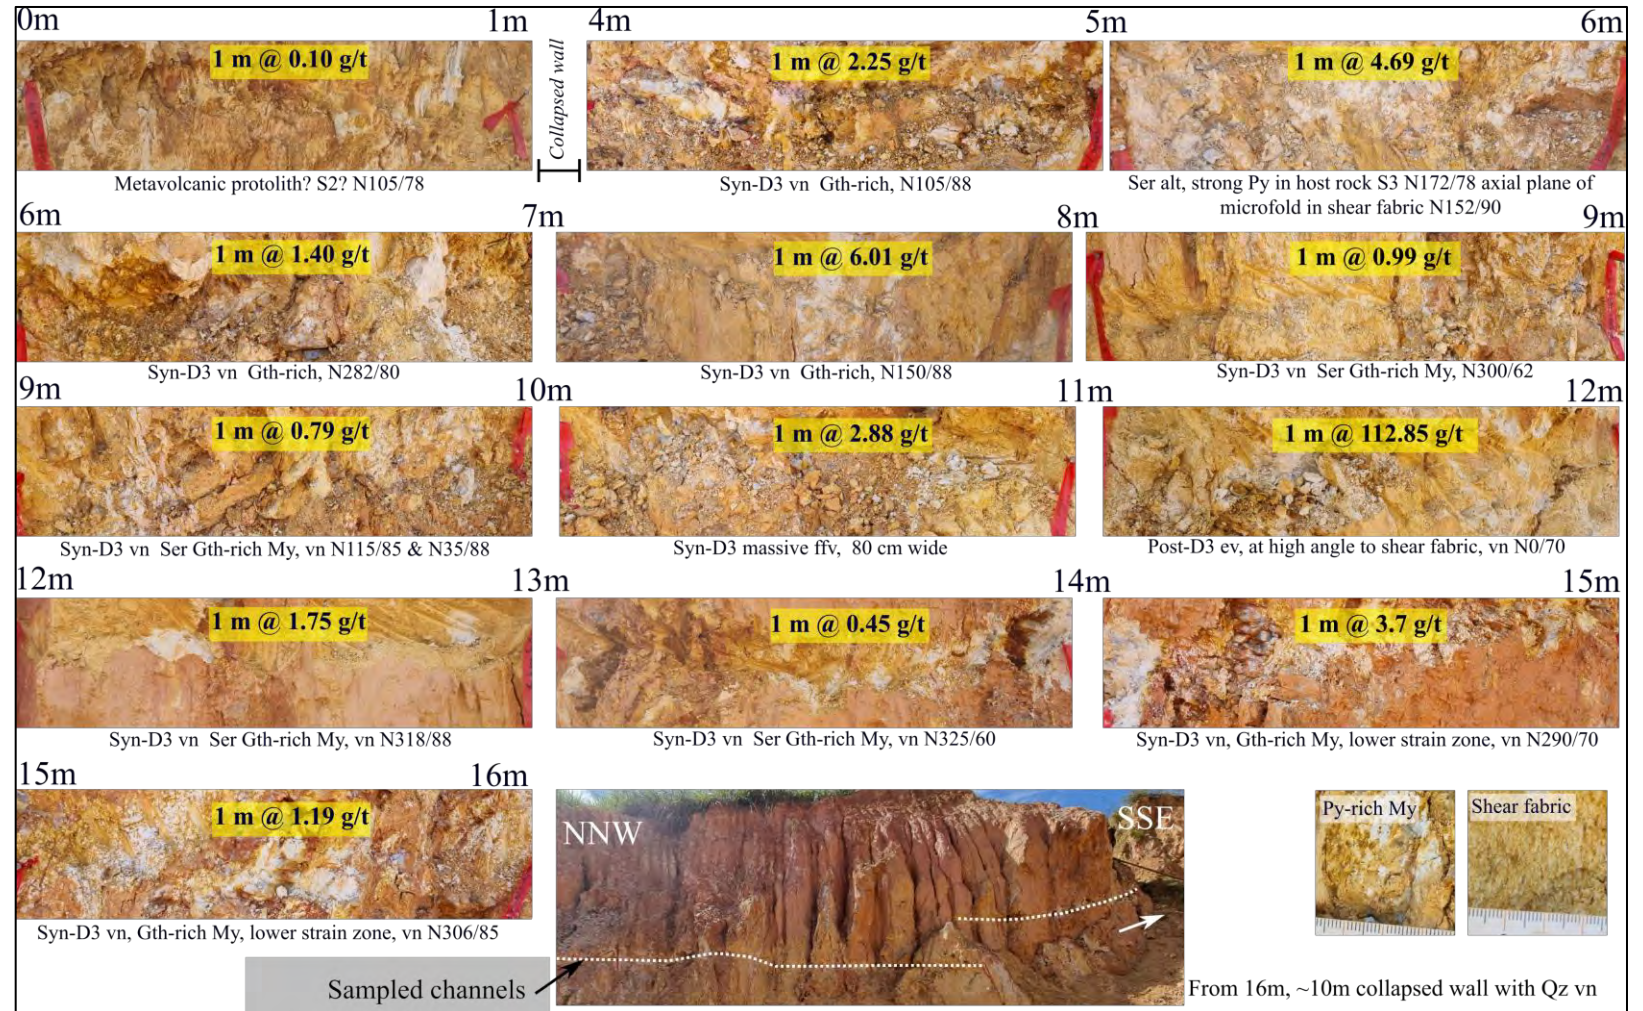 0m 1m 4m 5m 6m
1 m @ 0.10 g/t
Collapsed wall
1 m @ 2.25 g/t
1 m @ 4.69 g/t
Metavolcanic protolith? S2? N105/78
Syn-D3 vn Gth-rich, N105/88
Ser alt, strong Py in host rock S3 N172/78 axial plane of
microfold in shear fabric N152/90
6m 7m 8m 9m
1 m @ 1.40 g/t
1 m @ 6.01 g/t
1 m @ 0.99 g/t
Syn-D3 vn Gth-rich, N282/80
Syn-D3 vn Gth-rich, N150/88
Syn-D3 vn Ser Gth-rich My, N300/62
9m 10m 11m 12m
1 m @ 0.79 g/t
1 m @ 2.88 g/t
1 m @ 112.85 g/t
Syn-D3 vn Ser Gth-rich My, vn N115/85 & N35/88
Syn-D3 massive ffv, 80 cm wide
Post-D3 ev, at high angle to shear fabric, vn N0/70
12m 13m 14m 15m
1 m @ 1.75 g/t
1 m @ 0.45 g/t
1 m @ 3.7 g/t
Syn-D3 vn Ser Gth-rich My, vn N318/88
Syn-D3 vn Ser Gth-rich My, vn N325/60
Syn-D3 vn, Gth-rich My, lower strain zone, vn N290/70
15m 16m
1 m @ 1.19 g/t
Syn-D3 vn, Gth-rich My, lower strain zone, vn N306/85
NNW
SSE
Py-rich My
Shear fabric
Sampled channels
From 16m, ~10m collapsed wall with Qz vn